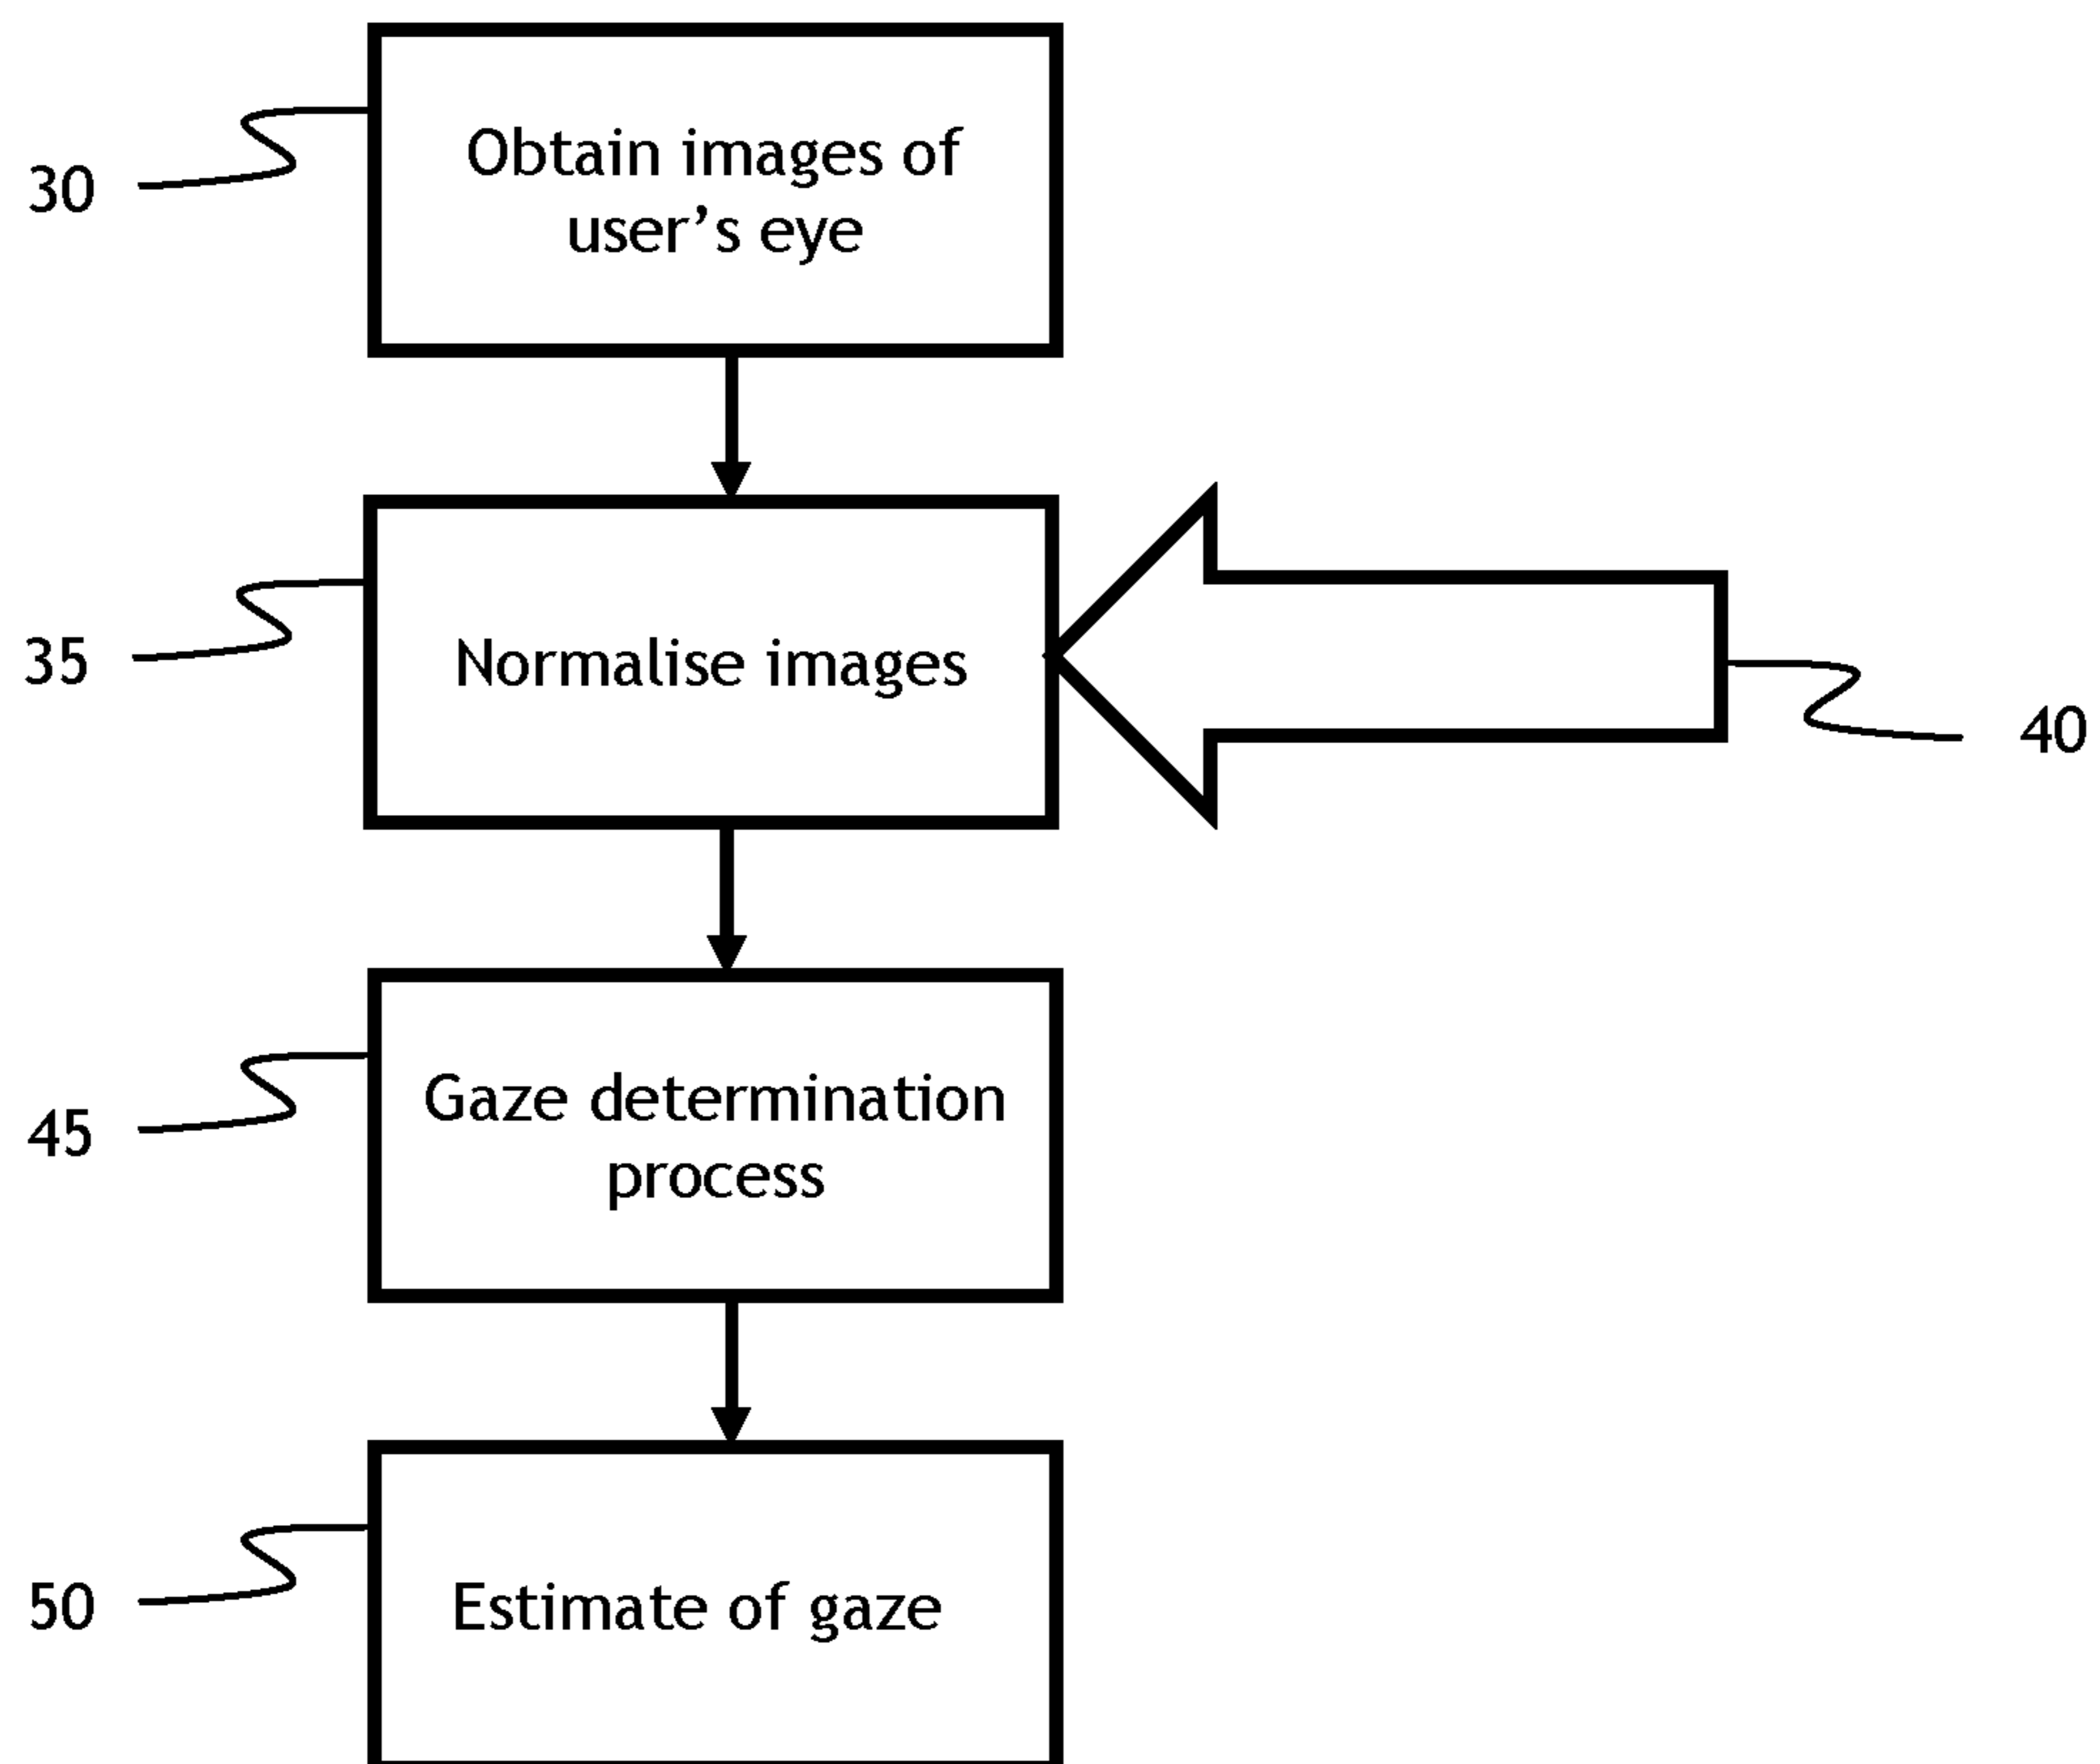 Obtain images of
user’s eye
30
35
Normalise images
40
Gaze determination
process
45
50
Estimate of gaze